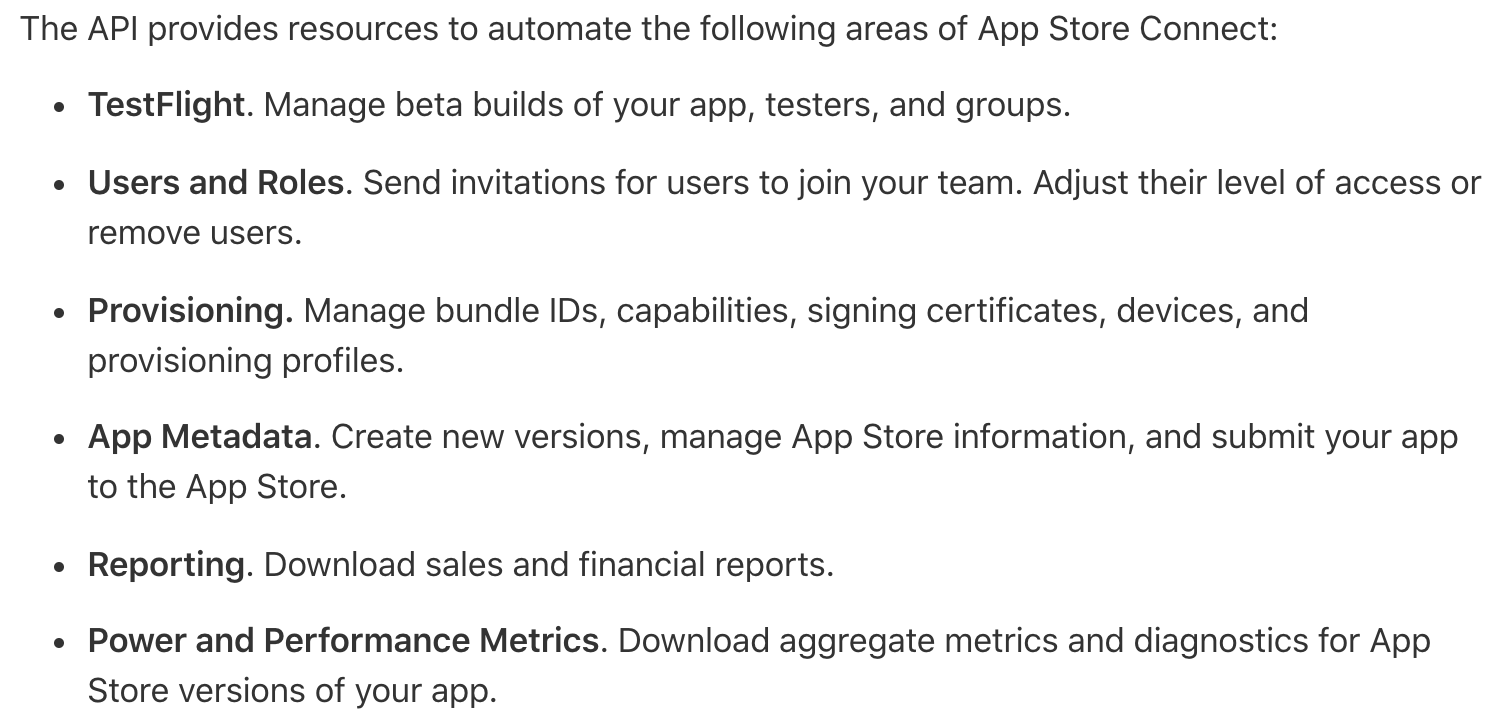 The API provides resources to automate the following areas of App Store Connect:
• TestFlight. Manage beta builds of your app, testers, and groups.
• Users and Roles. Send invitations for users to join your team. Adjust their level of access or
remove users.
• Provisioning. Manage bundle IDs, capabilities, signing certificates, devices, and
provisioning profiles.
• App Metadata. Create new versions, manage App Store information, and submit your app
to the App Store.
• Reporting. Download sales and financial reports.
• Power and Performance Metrics. Download aggregate metrics and diagnostics for App
Store versions of your app.